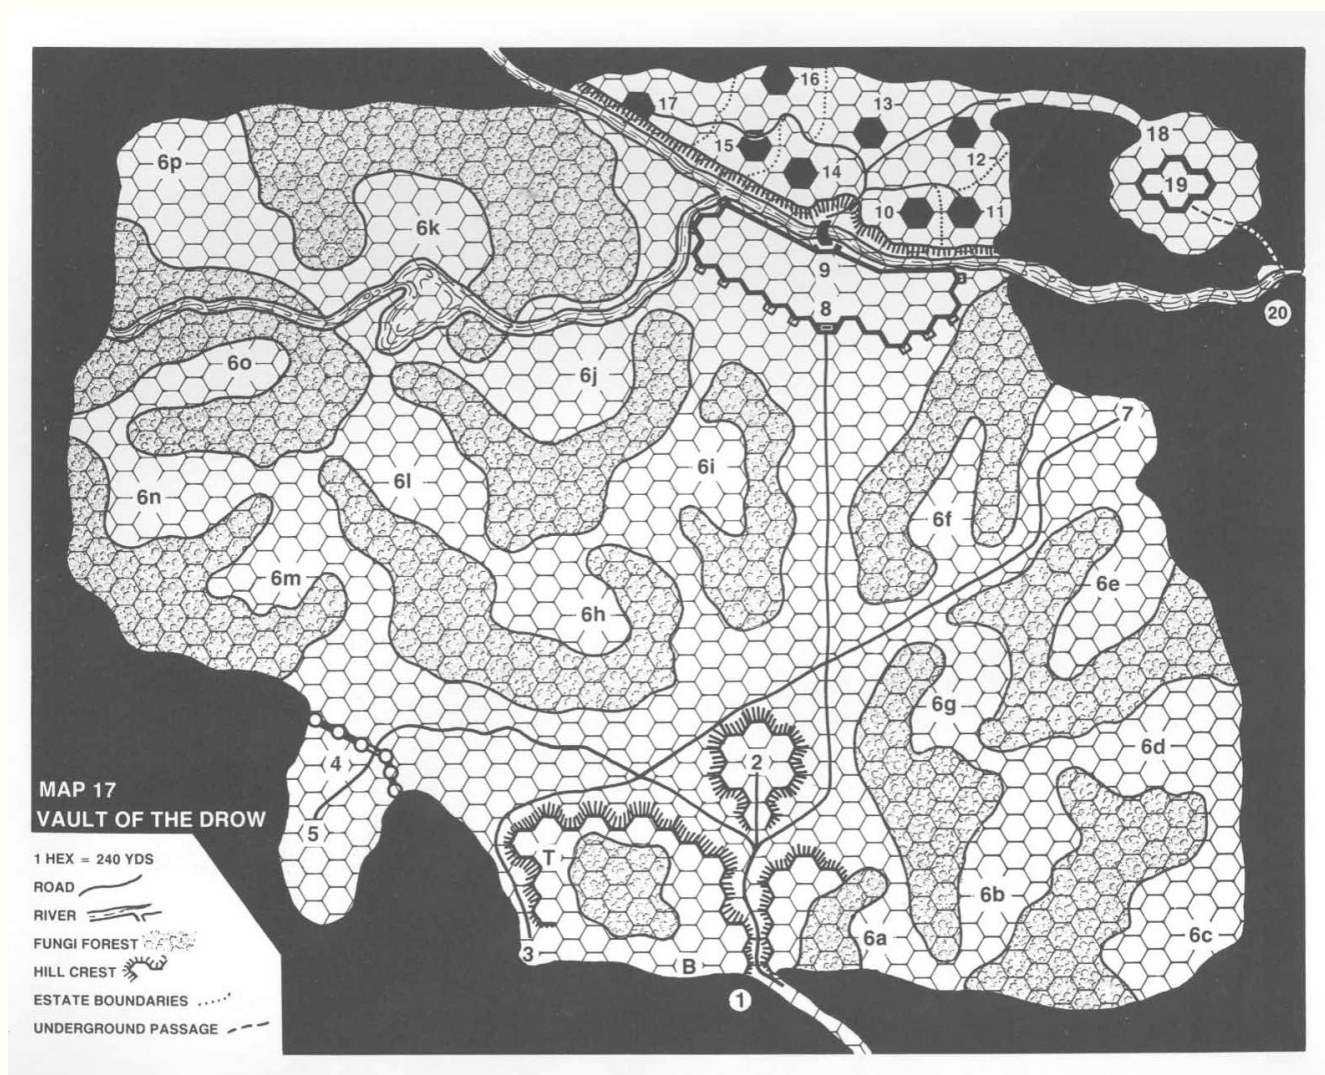 16
17
13
15
18
12
6p
14
19
10
11
6k
9
8
20
6o
6j
7
6i
6l
6n
6f
6m
6e
6h
6g
6d
2
4
MAP 17
VAULT OF THE DROW
5
T
1 HEX = 240 YDS
ROAD
RIVER
FUNGI FOREST
HILL CREST
ESTATE BOUNDARIES
UNDERGROUND PASSAGE
6b
6a
6c
3
B
1